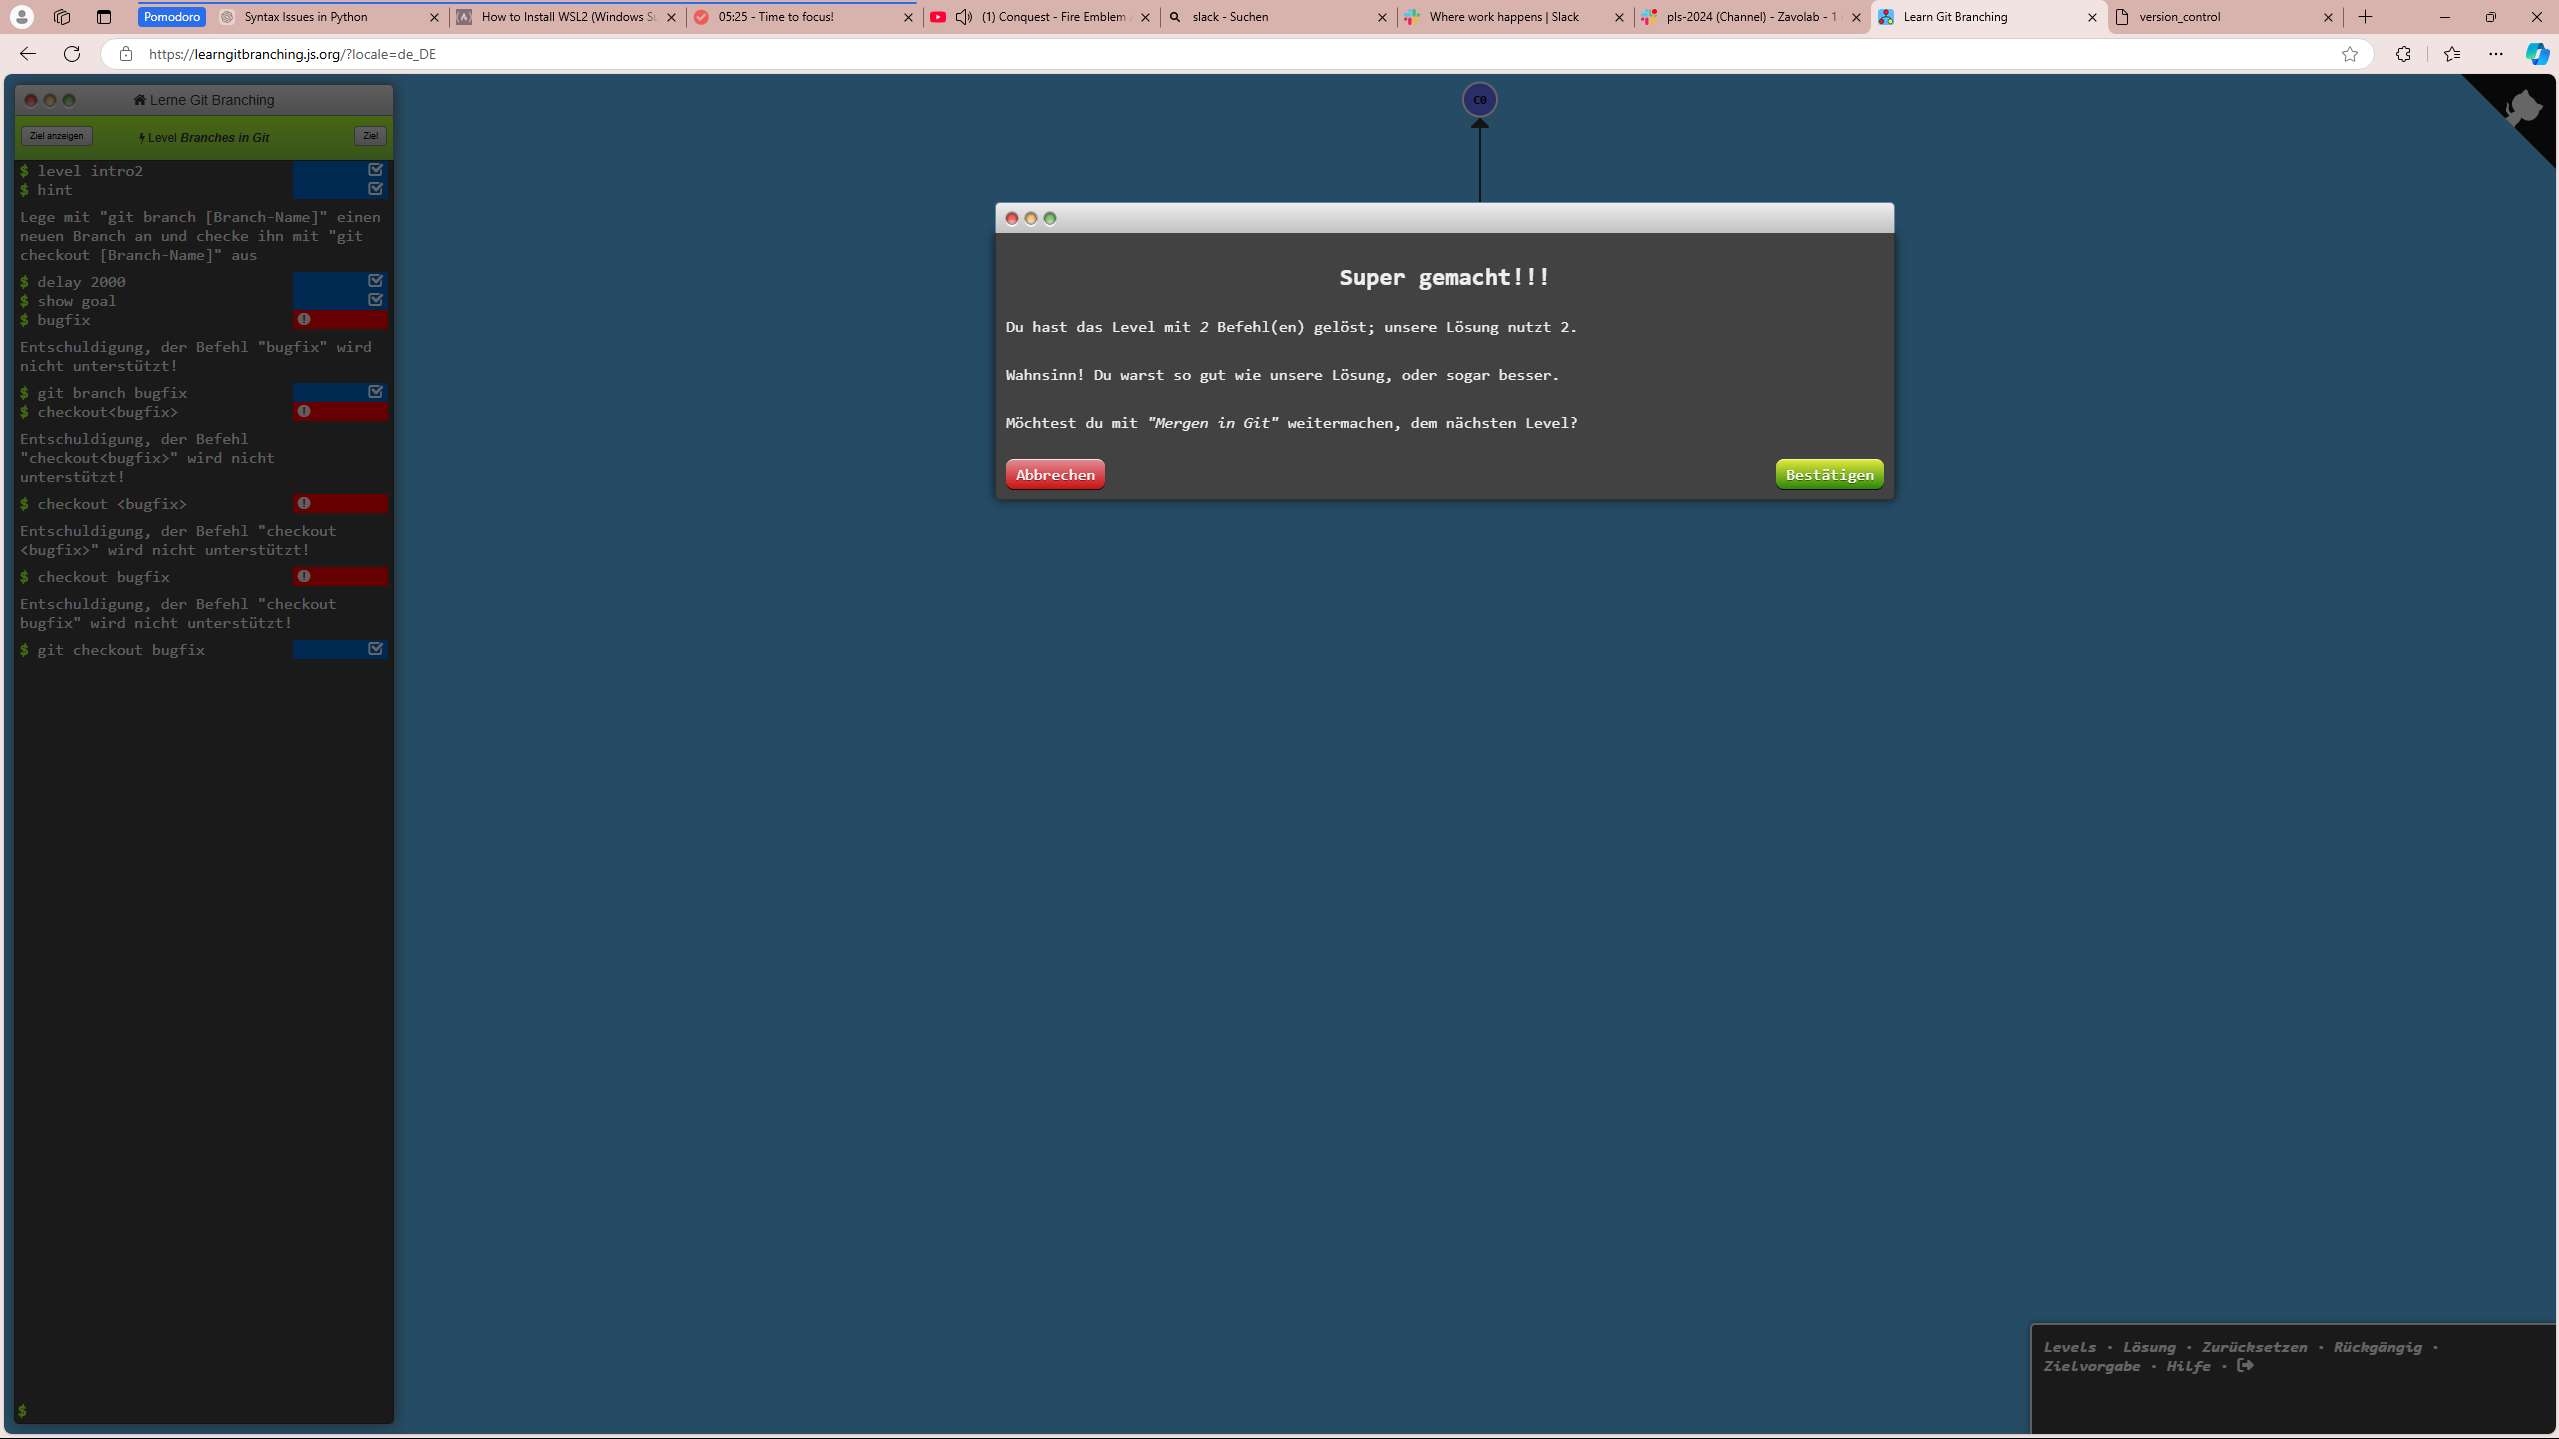 Pomodoro
Syntax Issues in Python
How to Install WSL2 (Windows Su
05:25 - Time to focus!
(1) Conquest - Fire Emblem
slack - Suchen
Where work happens | Slack
pls-2024 (Channel) - Zavolab - 1
Learn Git Branching
version_control
https://learngitbranching.js.org/?locale=de_DE
Lerne Git Branching
Ziel anzeigen
Level Branches in Git
Ziel
$ level intro2
$ hint
Lege mit "git branch [Branch-Name]" einen
neuen Branch an und checke ihn mit "git
checkout [Branch-Name]" aus
$ delay 2000
$ show goal
$ bugfix
Entschuldigung, der Befehl "bugfix" wird
nicht unterstützt!
$ git branch bugfix
$ checkout<bugfix>
Entschuldigung, der Befehl
"checkout<bugfix>" wird nicht
unterstützt!
$ checkout <bugfix>
Entschuldigung, der Befehl "checkout
<bugfix>" wird nicht unterstützt!
$ checkout bugfix
Entschuldigung, der Befehl "checkout
bugfix" wird nicht unterstützt!
$ git checkout bugfix
$
C0
Super gemacht!!!
Du hast das Level mit 2 Befehl(en) gelöst; unsere Lösung nutzt 2.
Wahnsinn! Du warst so gut wie unsere Lösung, oder sogar besser.
Möchtest du mit "Mergen in Git" weitermachen, dem nächsten Level?
Abbrechen
Bestätigen
Levels · Lösung · Zurücksetzen · Rückgängig ·
Zielvorgabe · Hilfe ·